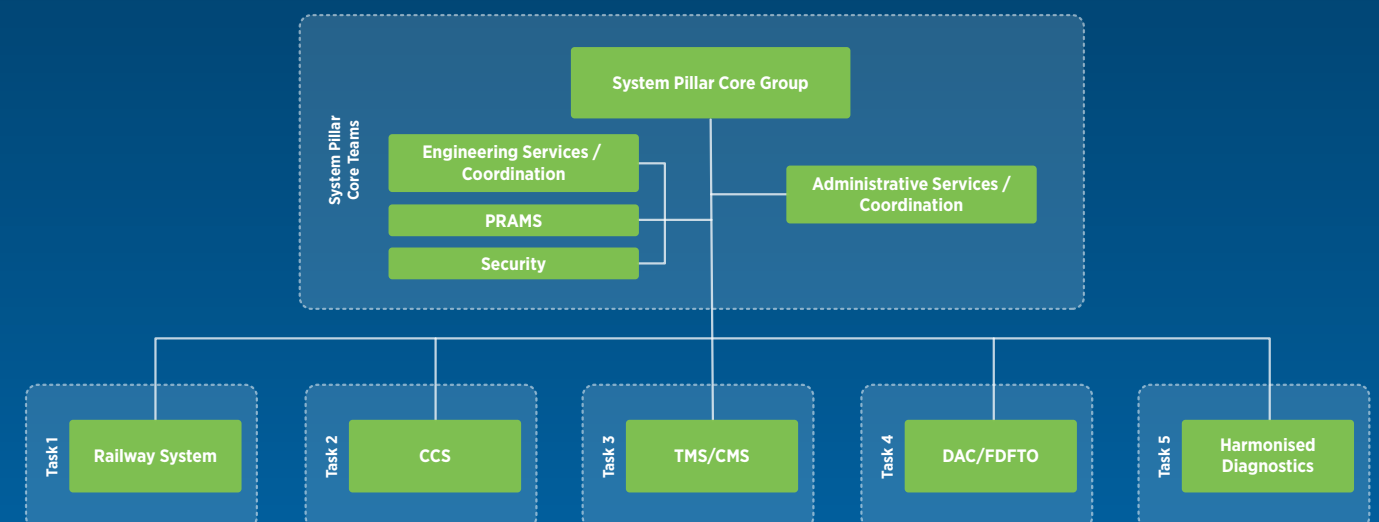 System Pillar Core Group
System Pillar
Core Teams
Engineering Services /
Coordination
PRAMS
Security
Administrative Services /
Coordination
Task 1
Railway System
Task 2
CCS
Task 3
TMS/CMS
Task 4
DAC/FDFTO
Task 5
Harmonised
Diagnostics